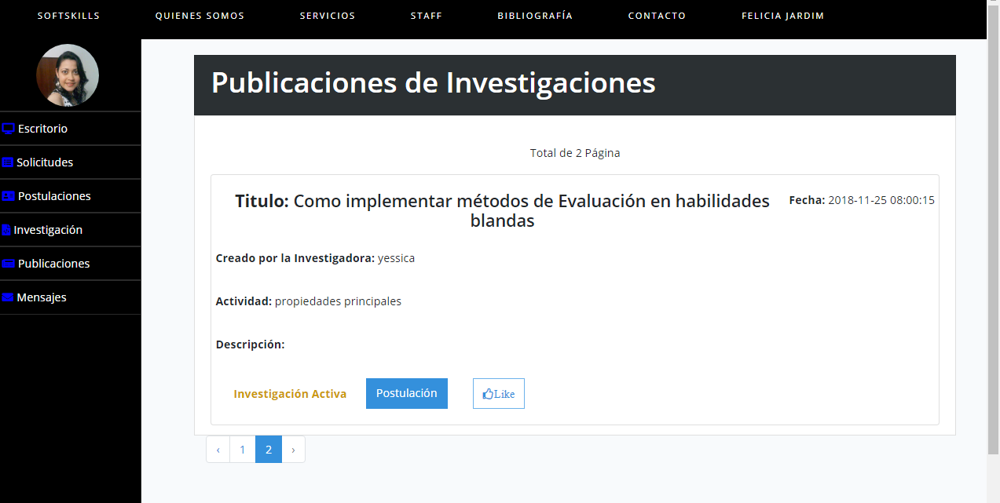 SOFTSKILLS QUIENES SOMOS SERVICIOS STAFF BIBLIOGRAFÍA CONTACTO FELICIA JARDIM
Escritorio
Solicitudes
Postulaciones
Investigación
Publicaciones
Mensajes
Publicaciones de Investigaciones
Total de 2 Página
Titulo: Como implementar métodos de Evaluación en habilidades
blandas
Fecha: 2018-11-25 08:00:15
Creado por la Investigadora: yessica
Actividad: propiedades principales
Descripción:
Investigación Activa Postulación Like
‹ 1 2 ›